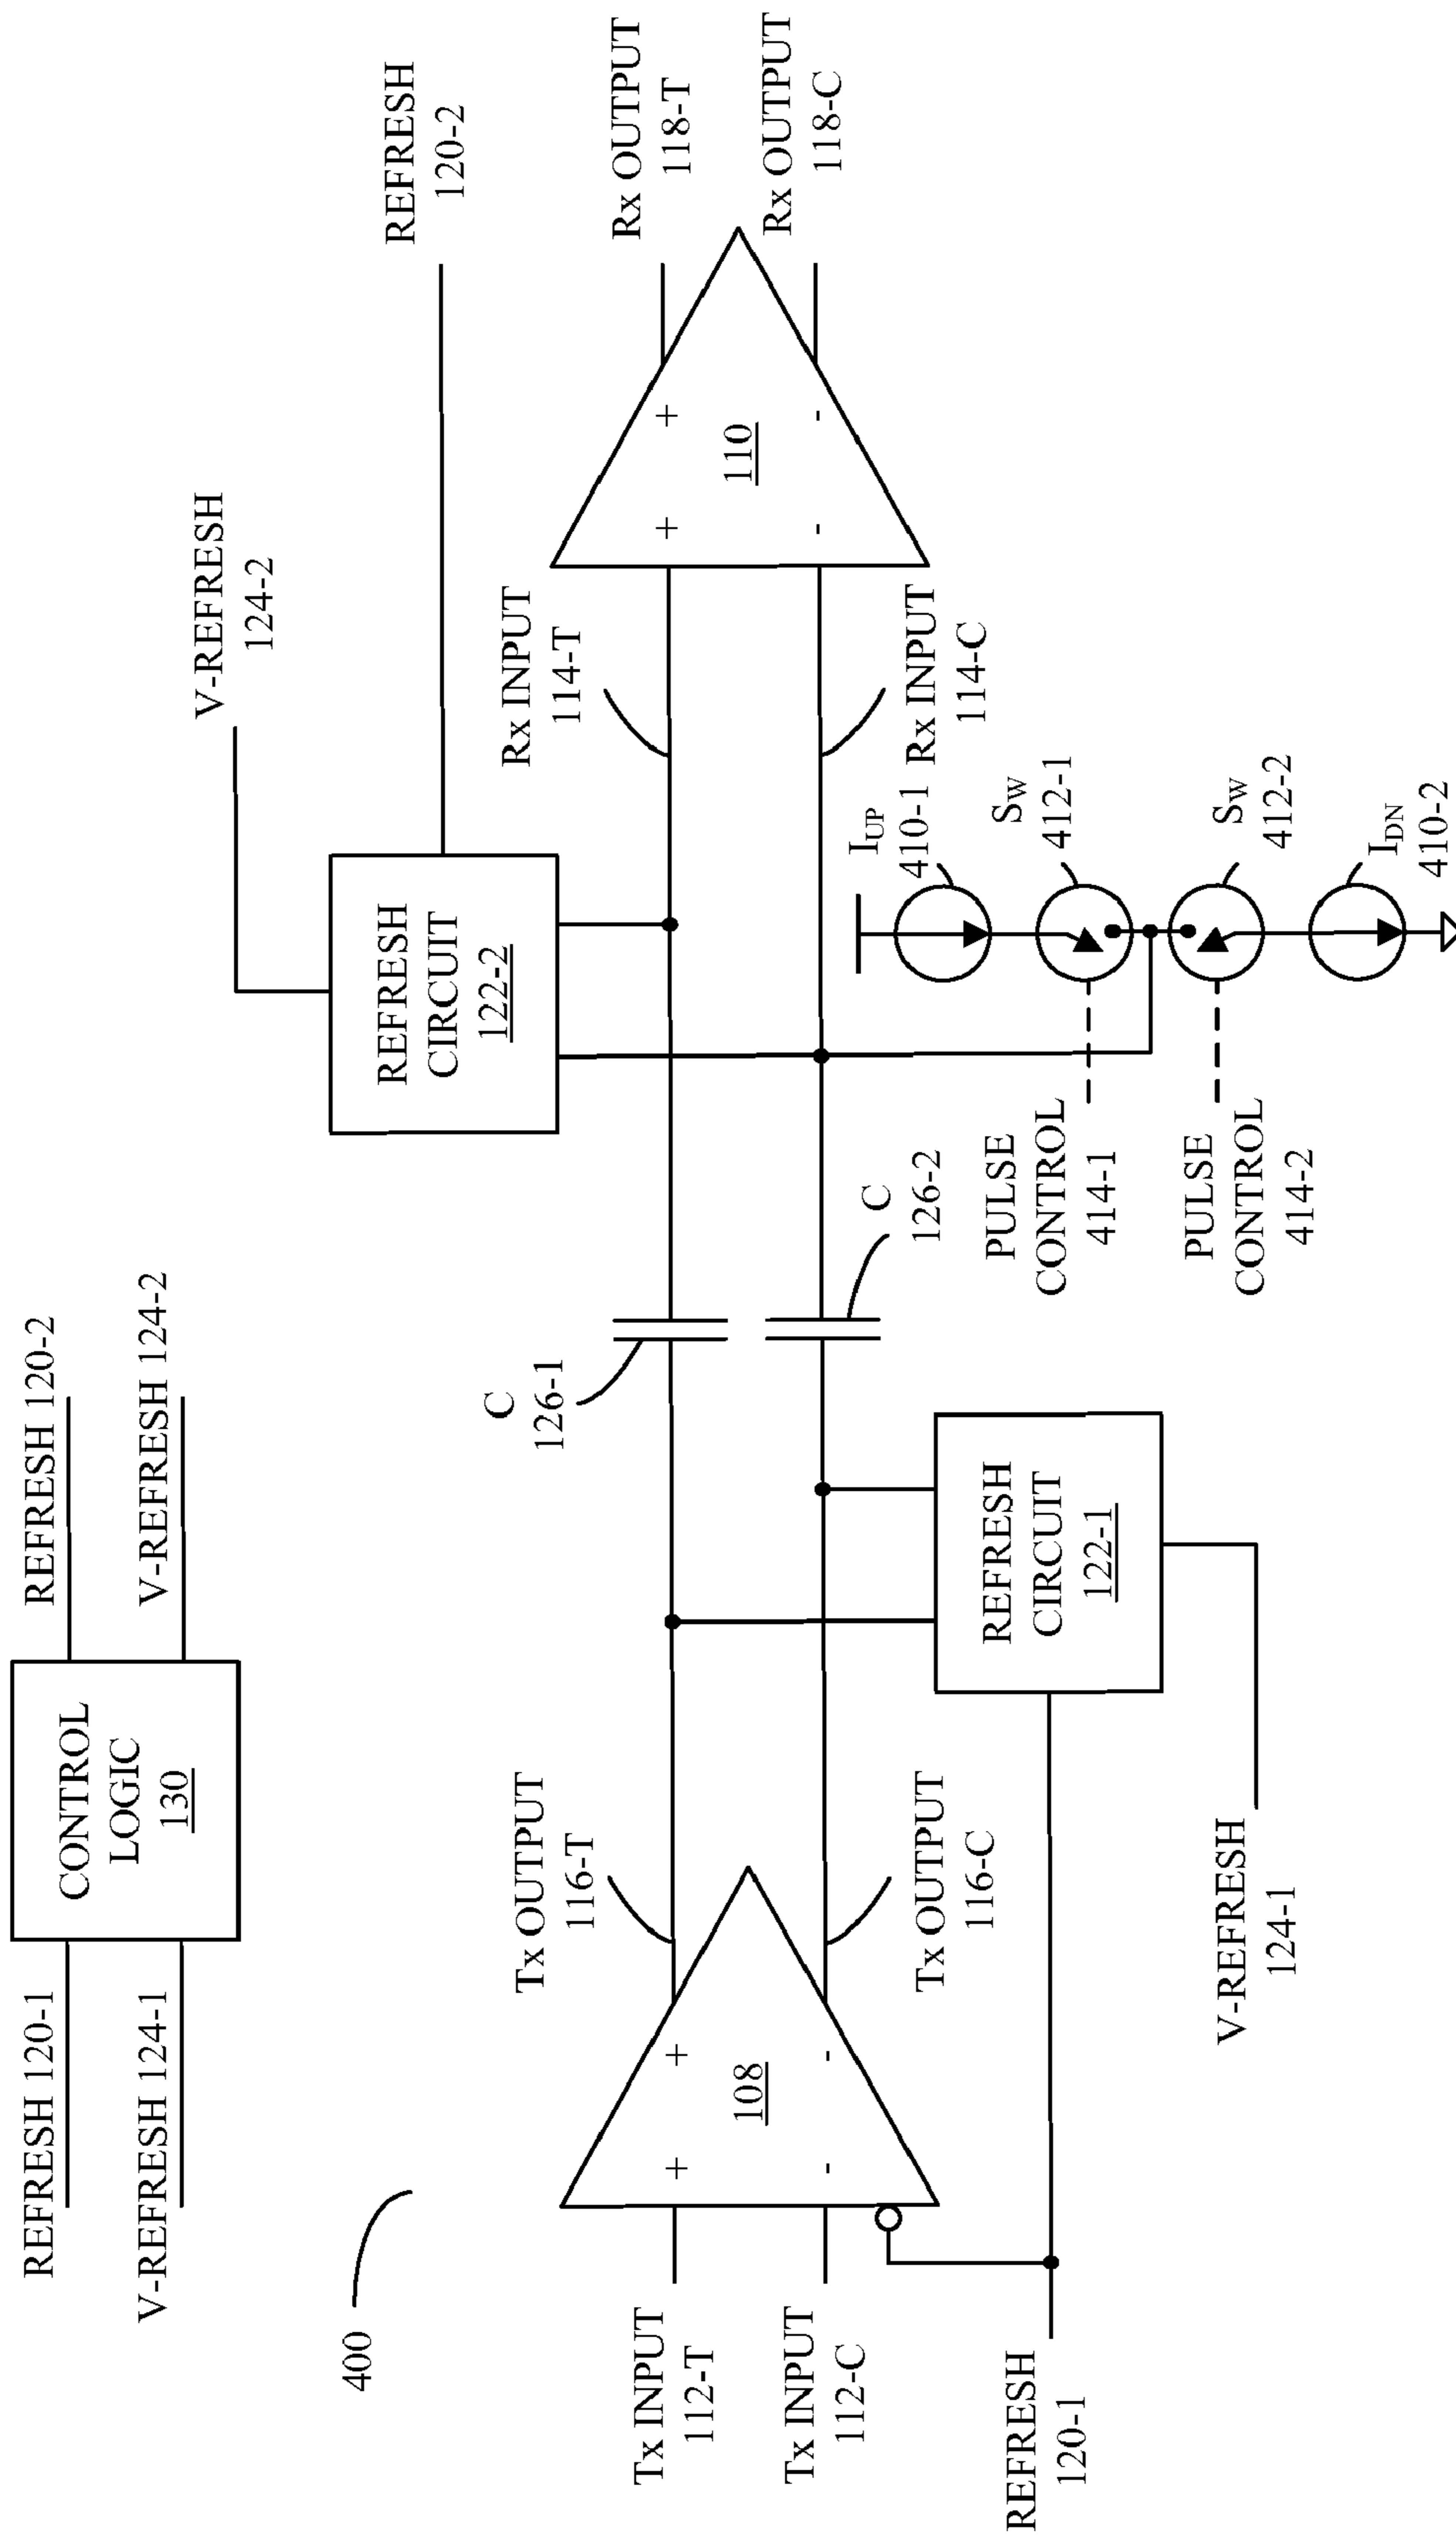 REFRESH 120-1
V-REFRESH 124-1
CONTROL
LOGIC
130
REFRESH 120-2
V-REFRESH 124-2
400
V-REFRESH
124-2
REFRESH
120-2
REFRESH
CIRCUIT
122-2
Tx INPUT
112-T
Tx INPUT
112-C
+
+
-
-
108
Tx OUTPUT
116-T
Tx OUTPUT
116-C
C
126-1
C
126-2
Rx INPUT
114-T
Rx INPUT
114-C
+
+
-
-
110
Rx OUTPUT
118-T
Rx OUTPUT
118-C
REFRESH
120-1
REFRESH
CIRCUIT
122-1
V-REFRESH
124-1
PULSE
CONTROL
414-1
PULSE
CONTROL
414-2
IUP
410-1
SW
412-1
SW
412-2
IDN
410-2